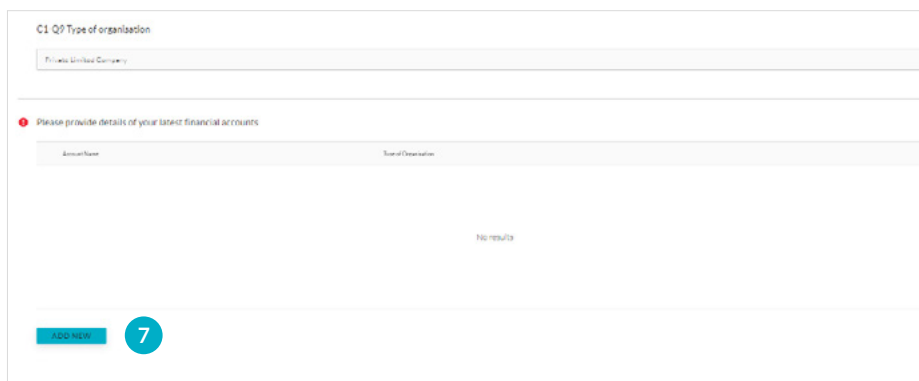 C1 Q9 Type of organisation
Private Limited Company
Please provide details of your latest financial accounts
Account Name Type of Organisation
No results
ADD NEW 7